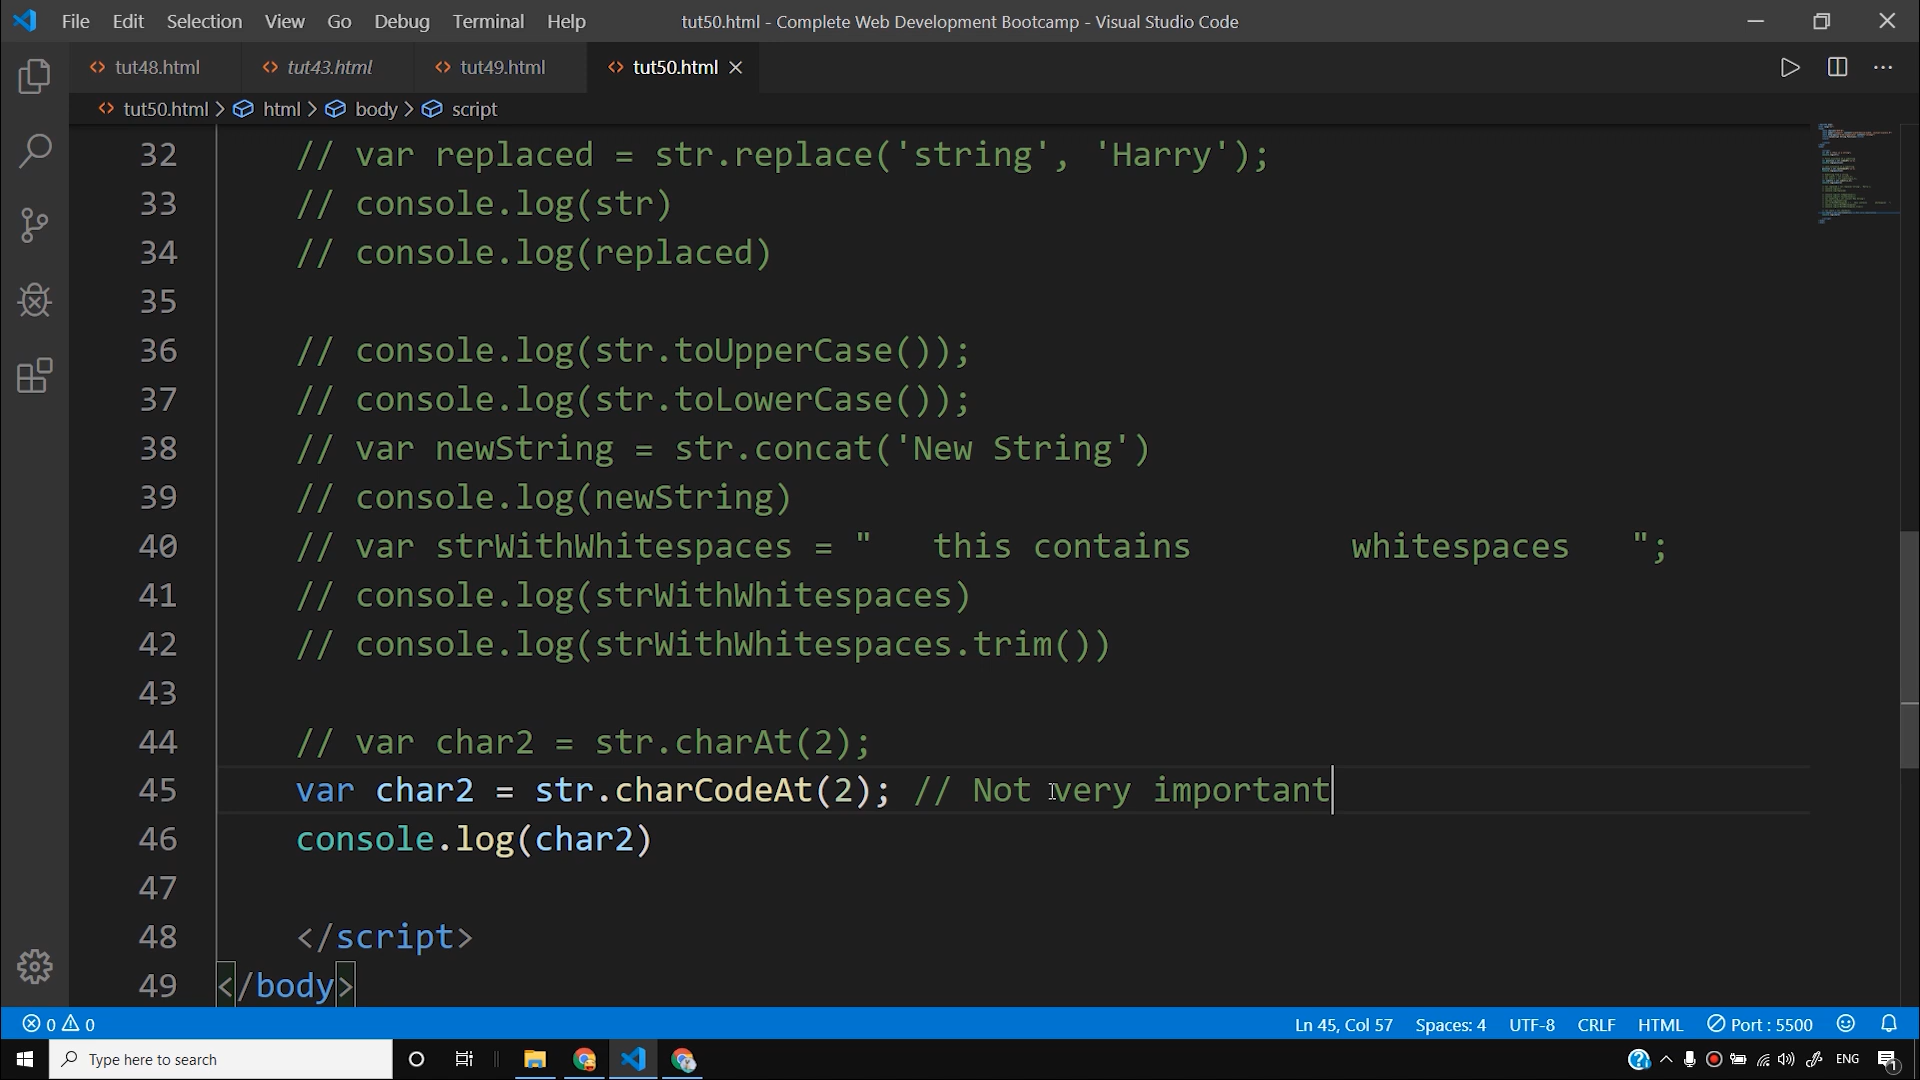 File Edit Selection View Go Debug Terminal Help tut50.html - Complete Web Development Bootcamp - Visual Studio Code
tut48.html tut43.html tut49.html tut50.html
tut50.html > html > body > script
32 // var replaced = str.replace('string', 'Harry');
33 // console.log(str)
34 // console.log(replaced)
35
36 // console.log(str.toUpperCase());
37 // console.log(str.toLowerCase());
38 // var newString = str.concat('New String')
39 // console.log(newString)
40 // var strWithWhitespaces = "   this contains        whitespaces   ";
41 // console.log(strWithWhitespaces)
42 // console.log(strWithWhitespaces.trim())
43
44 // var char2 = str.charAt(2);
45 var char2 = str.charCodeAt(2); // Not very important
46 console.log(char2)
47
48 </script>
49 </body>
0 0 Ln 45, Col 57 Spaces: 4 UTF-8 CRLF HTML Port : 5500
Type here to search ENG 1